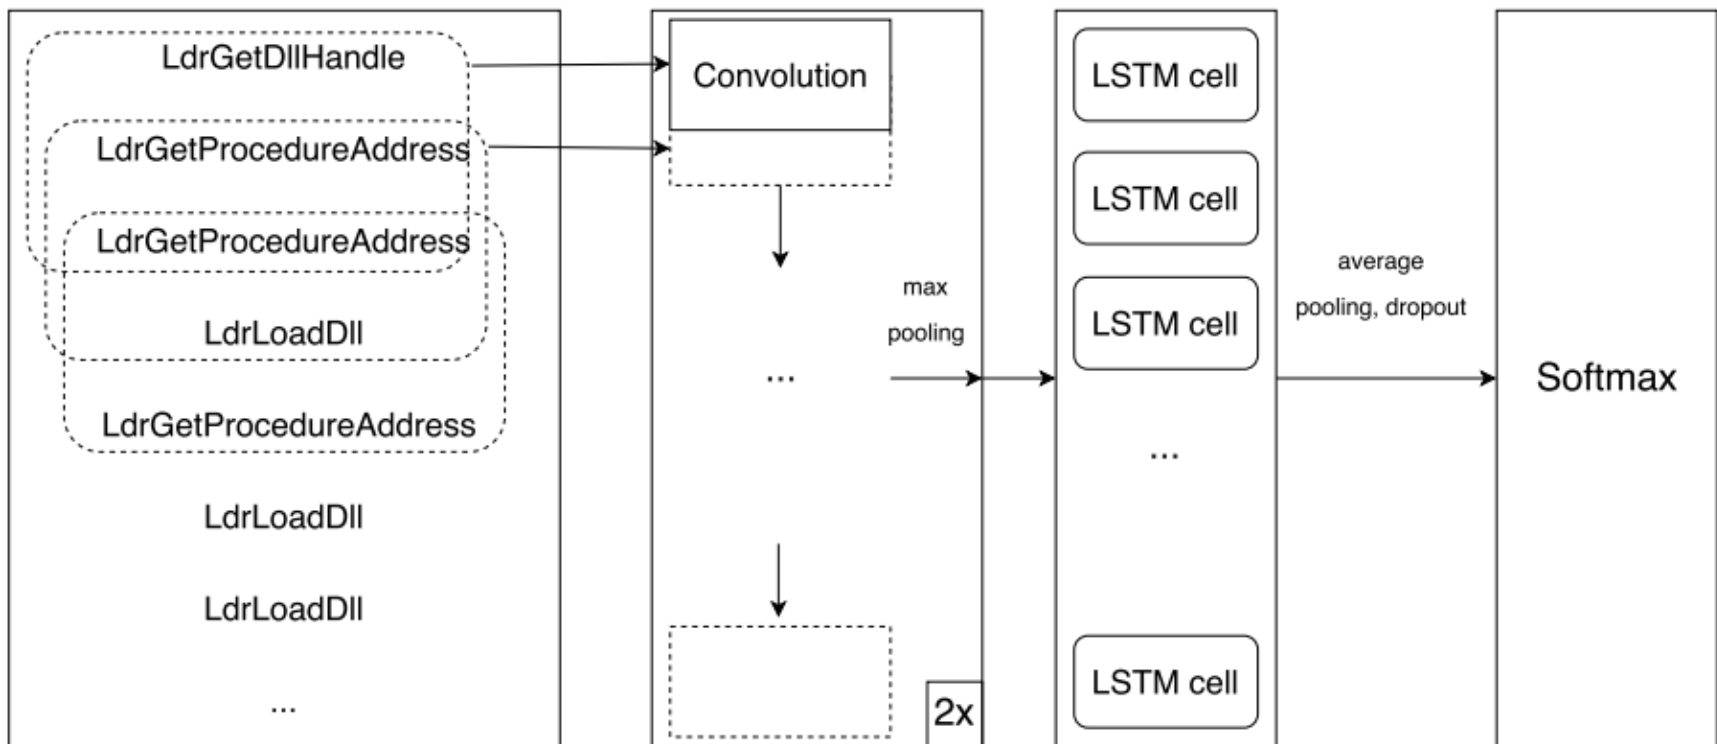 LdrGetDllHandle
LdrGetProcedureAddress
LdrGetProcedureAddress
LdrLoadDll
LdrGetProcedureAddress
LdrLoadDll
LdrLoadDll
...
Convolution
...
max
pooling
2x
LSTM cell
LSTM cell
LSTM cell
...
LSTM cell
average
pooling, dropout
Softmax